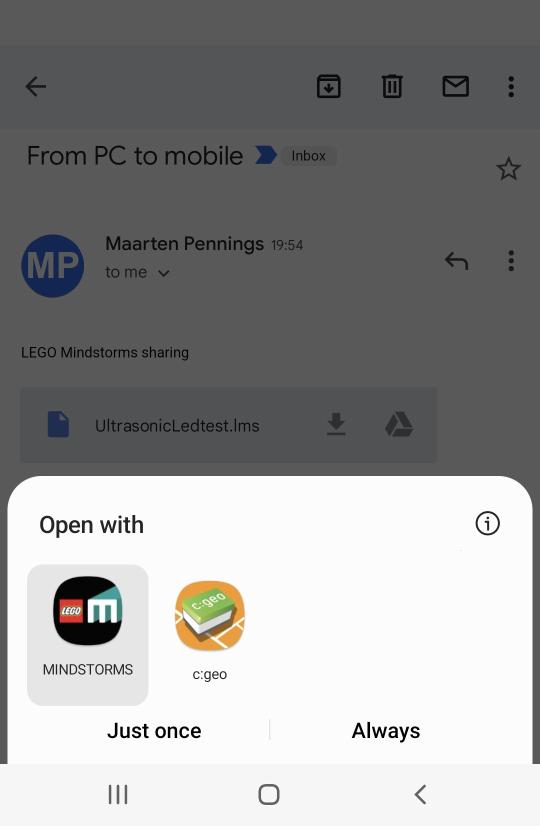 From PC to mobile Inbox
MP
Maarten Pennings 19:54
to me
LEGO Mindstorms sharing
UltrasonicLedtest.lms
Open with
LEGO m
c:geo
MINDSTORMS
c:geo
Just once
Always